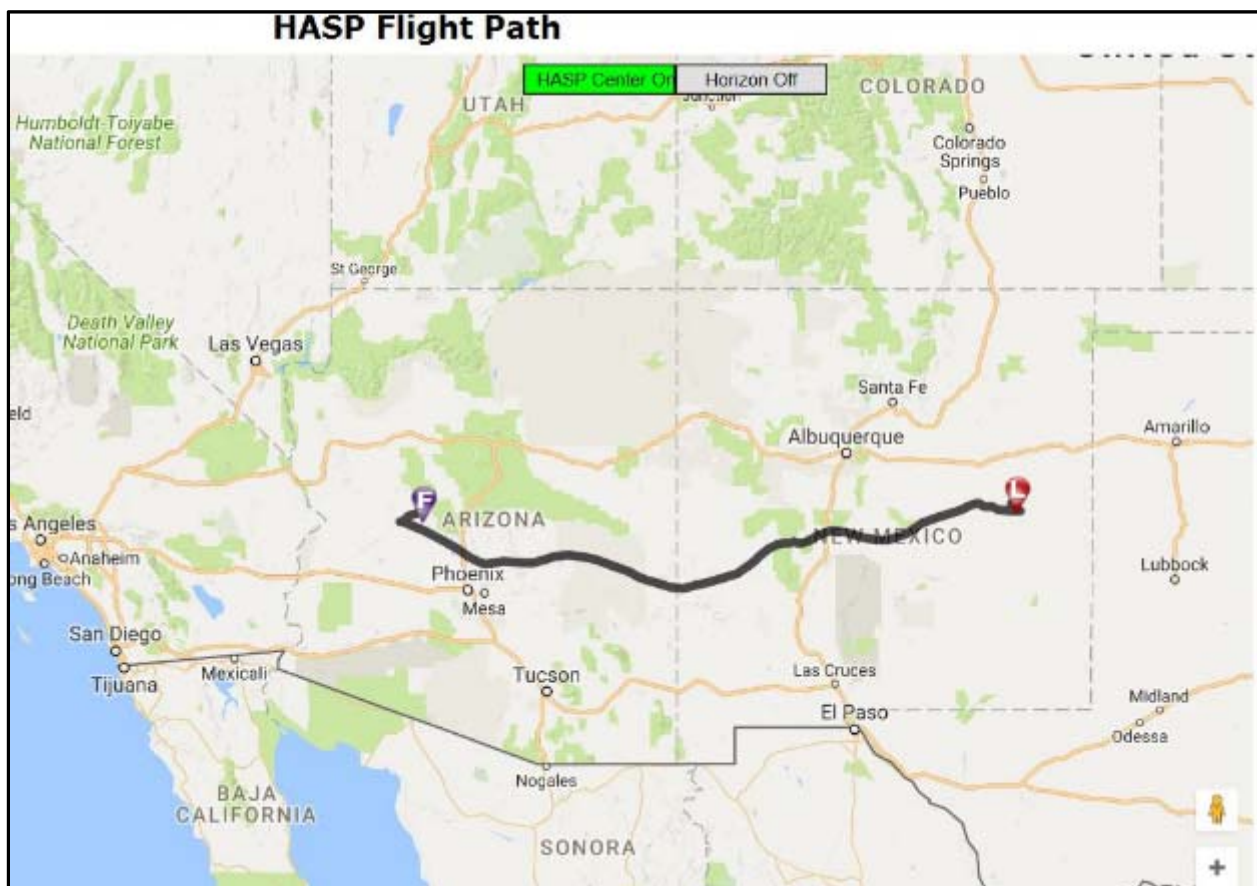 HASP Flight Path
HASP Center On
Horizon Off
UTAH
Junction
COLORADO
Humboldt-Toiyabe
National Forest
Colorado
Springs
Pueblo
St George
Death Valley
National Park
Las Vegas
Santa Fe
Albuquerque
Amarillo
F
ARIZONA
L
NEW MEXICO
s Angeles
Anaheim
ong Beach
Phoenix
Mesa
Lubbock
San Diego
Tijuana
Mexicali
Tucson
Las Cruces
El Paso
Midland
Odessa
Nogales
BAJA
CALIFORNIA
SONORA
+